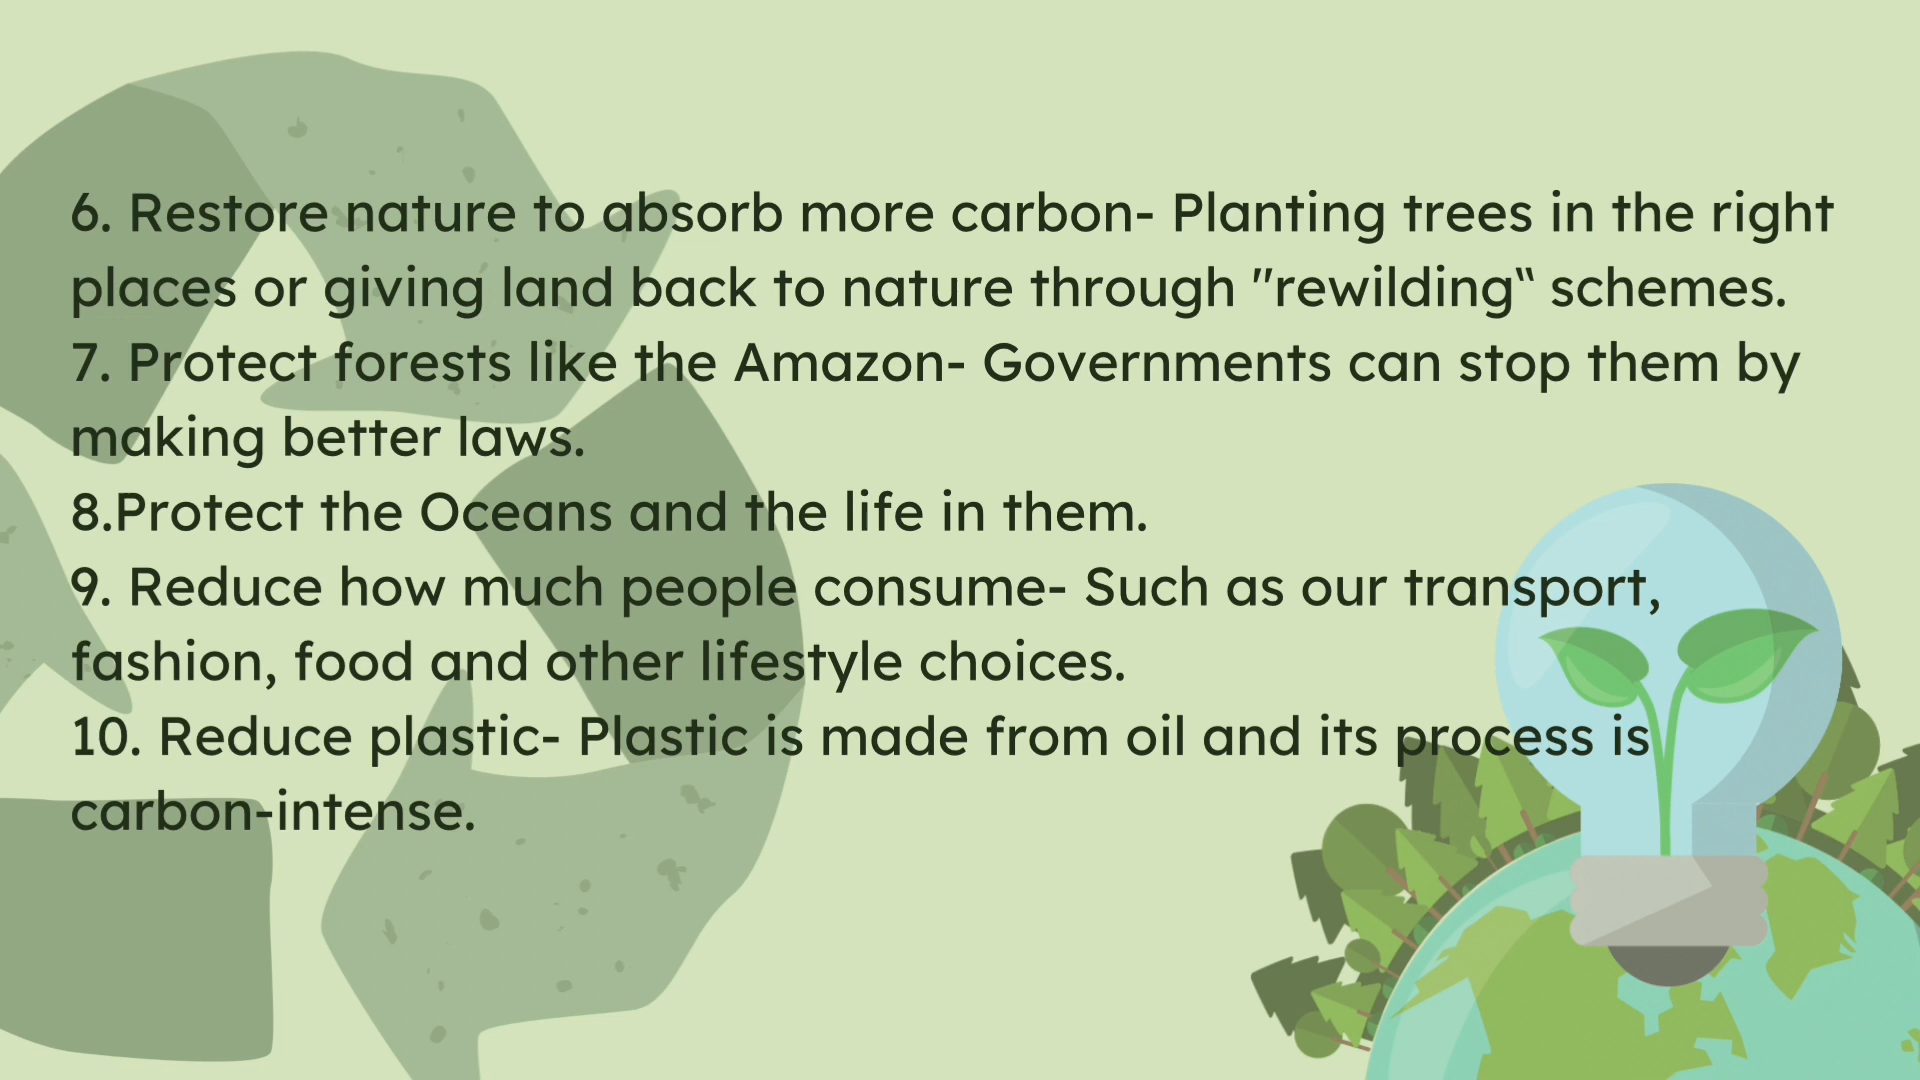 6. Restore nature to absorb more carbon- Planting trees in the right
places or giving land back to nature through "rewilding‟ schemes.
7. Protect forests like the Amazon- Governments can stop them by
making better laws.
8.Protect the Oceans and the life in them.
9. Reduce how much people consume- Such as our transport,
fashion, food and other lifestyle choices.
10. Reduce plastic- Plastic is made from oil and its process is
carbon-intense.